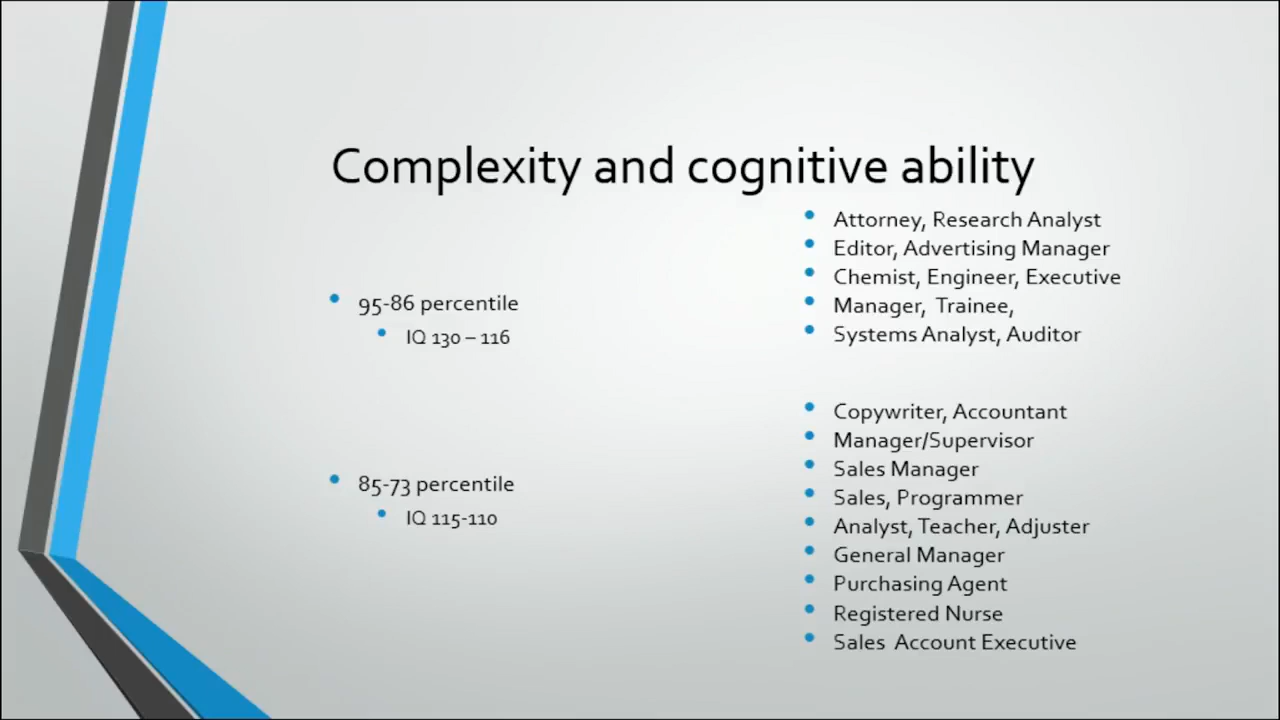 Complexity and cognitive ability
95-86 percentile
IQ 130 – 116
Attorney, Research Analyst
Editor, Advertising Manager
Chemist, Engineer, Executive
Manager, Trainee,
Systems Analyst, Auditor
85-73 percentile
IQ 115-110
Copywriter, Accountant
Manager/Supervisor
Sales Manager
Sales, Programmer
Analyst, Teacher, Adjuster
General Manager
Purchasing Agent
Registered Nurse
Sales Account Executive